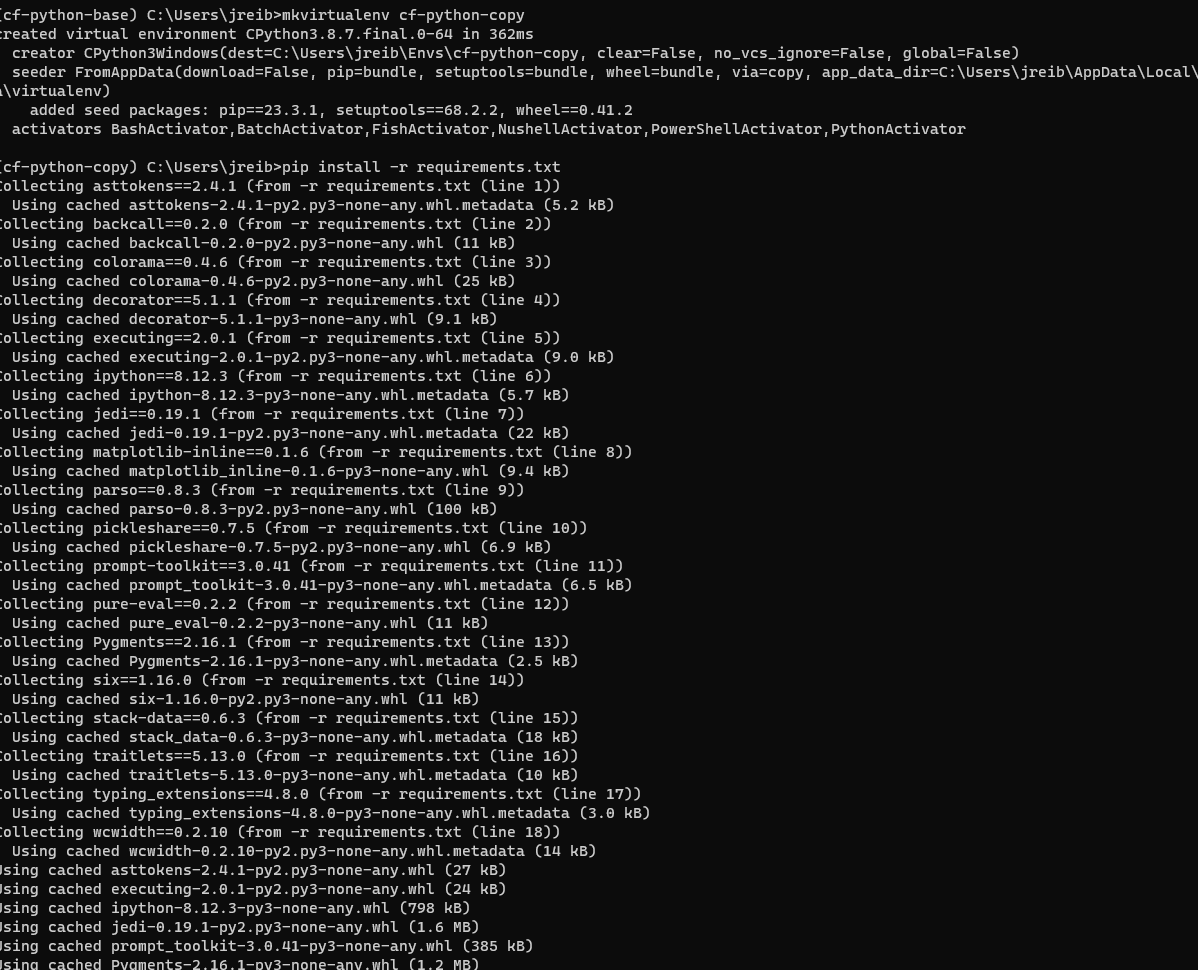 (cf-python-base) C:\Users\jreib>mkvirtualenv cf-python-copy
created virtual environment CPython3.8.7.final.0-64 in 362ms
  creator CPython3Windows(dest=C:\Users\jreib\Envs\cf-python-copy, clear=False, no_vcs_ignore=False, global=False)
  seeder FromAppData(download=False, pip=bundle, setuptools=bundle, wheel=bundle, via=copy, app_data_dir=C:\Users\jreib\AppData\Local\
a\virtualenv)
    added seed packages: pip==23.3.1, setuptools==68.2.2, wheel==0.41.2
  activators BashActivator,BatchActivator,FishActivator,NushellActivator,PowerShellActivator,PythonActivator
(cf-python-copy) C:\Users\jreib>pip install -r requirements.txt
Collecting asttokens==2.4.1 (from -r requirements.txt (line 1))
  Using cached asttokens-2.4.1-py2.py3-none-any.whl.metadata (5.2 kB)
Collecting backcall==0.2.0 (from -r requirements.txt (line 2))
  Using cached backcall-0.2.0-py2.py3-none-any.whl (11 kB)
Collecting colorama==0.4.6 (from -r requirements.txt (line 3))
  Using cached colorama-0.4.6-py2.py3-none-any.whl (25 kB)
Collecting decorator==5.1.1 (from -r requirements.txt (line 4))
  Using cached decorator-5.1.1-py3-none-any.whl (9.1 kB)
Collecting executing==2.0.1 (from -r requirements.txt (line 5))
  Using cached executing-2.0.1-py2.py3-none-any.whl.metadata (9.0 kB)
Collecting ipython==8.12.3 (from -r requirements.txt (line 6))
  Using cached ipython-8.12.3-py3-none-any.whl.metadata (5.7 kB)
Collecting jedi==0.19.1 (from -r requirements.txt (line 7))
  Using cached jedi-0.19.1-py2.py3-none-any.whl.metadata (22 kB)
Collecting matplotlib-inline==0.1.6 (from -r requirements.txt (line 8))
  Using cached matplotlib_inline-0.1.6-py3-none-any.whl (9.4 kB)
Collecting parso==0.8.3 (from -r requirements.txt (line 9))
  Using cached parso-0.8.3-py2.py3-none-any.whl (100 kB)
Collecting pickleshare==0.7.5 (from -r requirements.txt (line 10))
  Using cached pickleshare-0.7.5-py2.py3-none-any.whl (6.9 kB)
Collecting prompt-toolkit==3.0.41 (from -r requirements.txt (line 11))
  Using cached prompt_toolkit-3.0.41-py3-none-any.whl.metadata (6.5 kB)
Collecting pure-eval==0.2.2 (from -r requirements.txt (line 12))
  Using cached pure_eval-0.2.2-py3-none-any.whl (11 kB)
Collecting Pygments==2.16.1 (from -r requirements.txt (line 13))
  Using cached Pygments-2.16.1-py3-none-any.whl.metadata (2.5 kB)
Collecting six==1.16.0 (from -r requirements.txt (line 14))
  Using cached six-1.16.0-py2.py3-none-any.whl (11 kB)
Collecting stack-data==0.6.3 (from -r requirements.txt (line 15))
  Using cached stack_data-0.6.3-py3-none-any.whl.metadata (18 kB)
Collecting traitlets==5.13.0 (from -r requirements.txt (line 16))
  Using cached traitlets-5.13.0-py3-none-any.whl.metadata (10 kB)
Collecting typing_extensions==4.8.0 (from -r requirements.txt (line 17))
  Using cached typing_extensions-4.8.0-py3-none-any.whl.metadata (3.0 kB)
Collecting wcwidth==0.2.10 (from -r requirements.txt (line 18))
  Using cached wcwidth-0.2.10-py2.py3-none-any.whl.metadata (14 kB)
Using cached asttokens-2.4.1-py2.py3-none-any.whl (27 kB)
Using cached executing-2.0.1-py2.py3-none-any.whl (24 kB)
Using cached ipython-8.12.3-py3-none-any.whl (798 kB)
Using cached jedi-0.19.1-py2.py3-none-any.whl (1.6 MB)
Using cached prompt_toolkit-3.0.41-py3-none-any.whl (385 kB)
Using cached Pygments-2.16.1-py3-none-any.whl (1.2 MB)